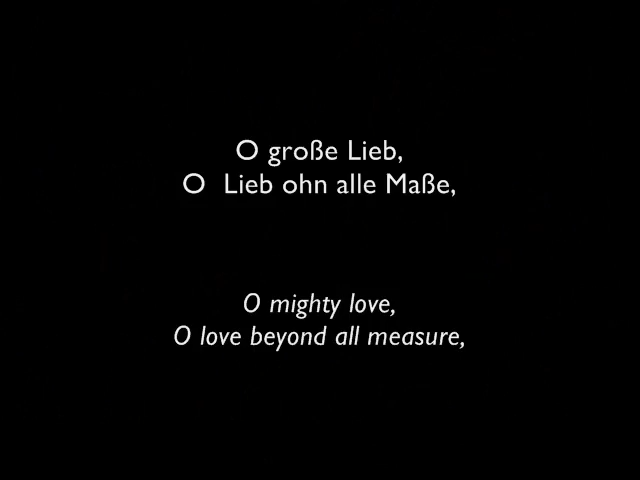 O große Lieb,
O Lieb ohn alle Maße,
O mighty love,
O love beyond all measure,